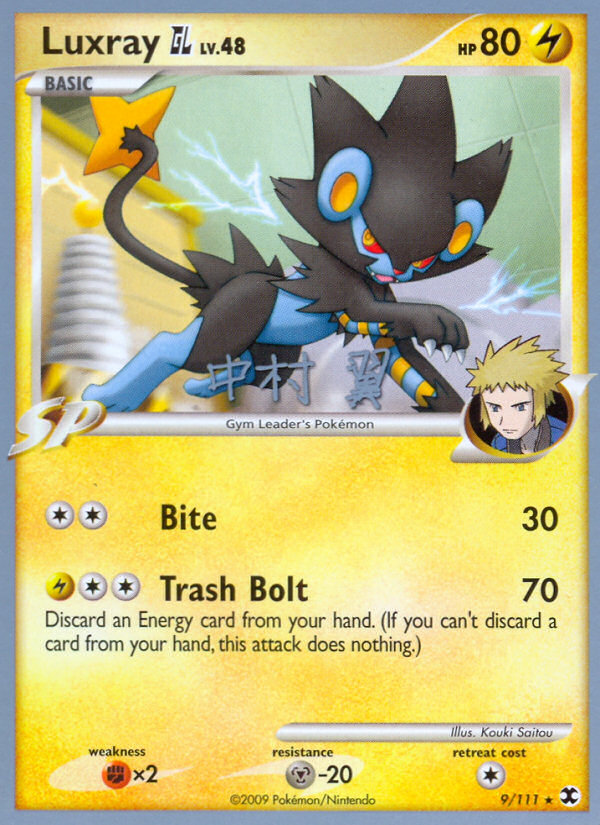 Luxray GL LV.48 HP 80
BASIC
中村 翼
SP
Gym Leader's Pokémon
Bite 30
Trash Bolt 70
Discard an Energy card from your hand. (If you can't discard a
card from your hand, this attack does nothing.)
Illus. Kouki Saitou
weakness resistance retreat cost
×2 -20
©2009 Pokémon/Nintendo 9/111 ★